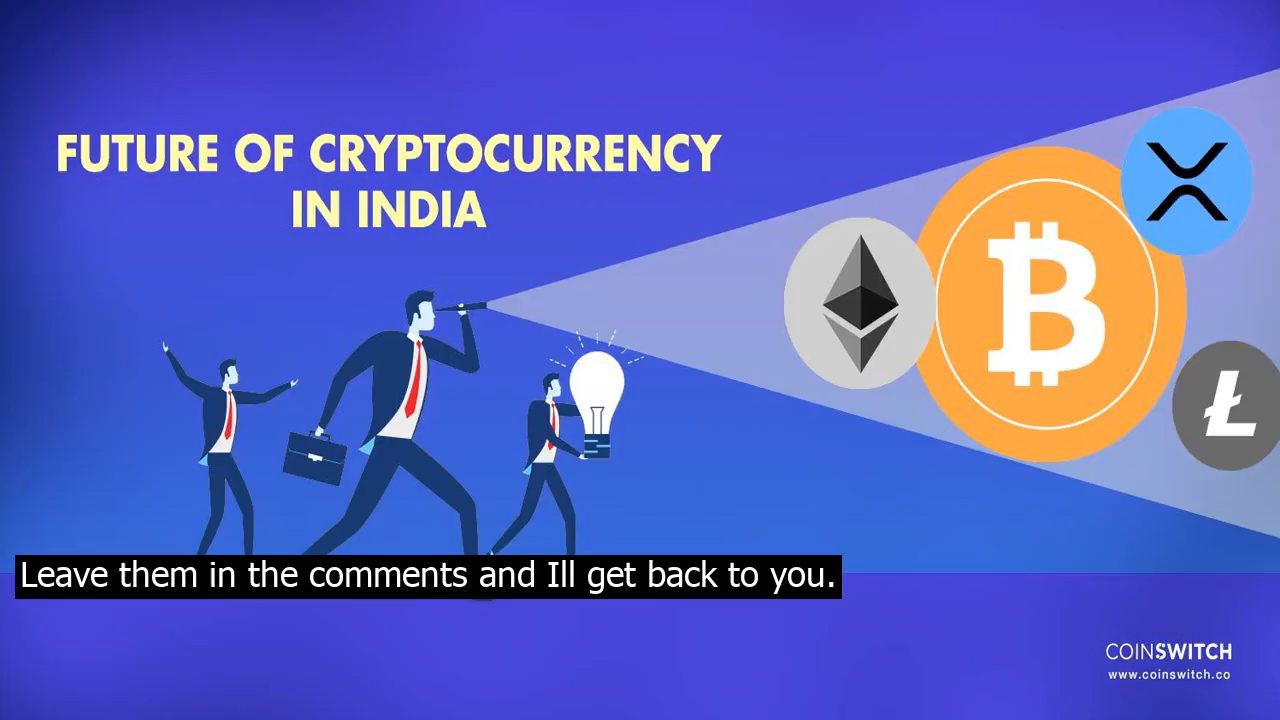 FUTURE OF CRYPTOCURRENCY
IN INDIA
Leave them in the comments and Ill get back to you.
COINSWITCH
www.coinswitch.co